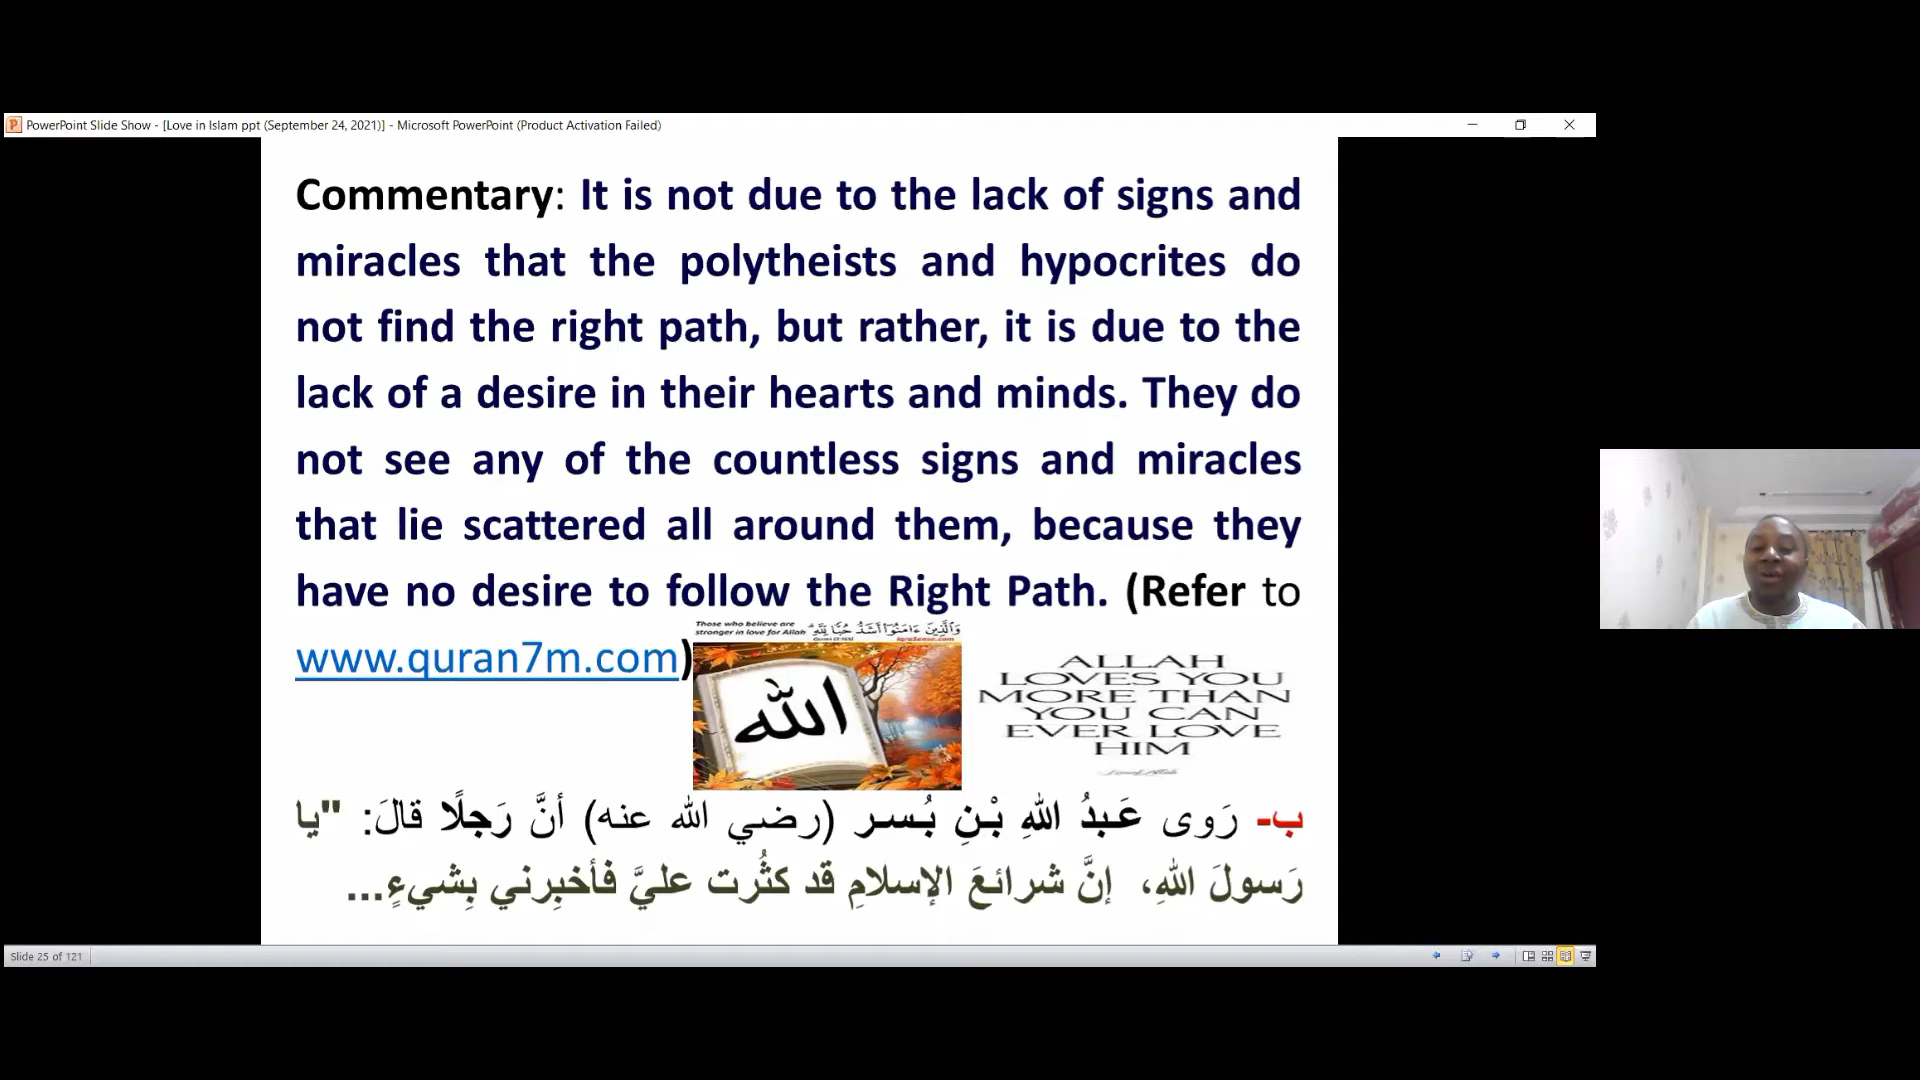 PowerPoint Slide Show - [Love in Islam ppt (September 24, 2021)] - Microsoft PowerPoint (Product Activation Failed)
Commentary: It is not due to the lack of signs and
miracles that the polytheists and hypocrites do
not find the right path, but rather, it is due to the
lack of a desire in their hearts and minds. They do
not see any of the countless signs and miracles
that lie scattered all around them, because they
have no desire to follow the Right Path. (Refer to
www.quran7m.com)
Those who believe are
stronger in love for Allah
وَالَّذِينَ ءَامَنُوٓا۟ أَشَدُّ حُبًّا لِّلَّهِ
IqraSense.com
الله
ALLAH
LOVES YOU
MORE THAN
YOU CAN
EVER LOVE
HIM
ب- رَوى عَبدُ اللهِ بْنِ بُسر (رضي الله عنه) أنَّ رَجلًا قالَ: "يا
رَسولَ اللهِ، إنَّ شرائعَ الإسلامِ قد كثُرت عليَّ فأخبِرني بِشيءٍ...
Slide 25 of 121